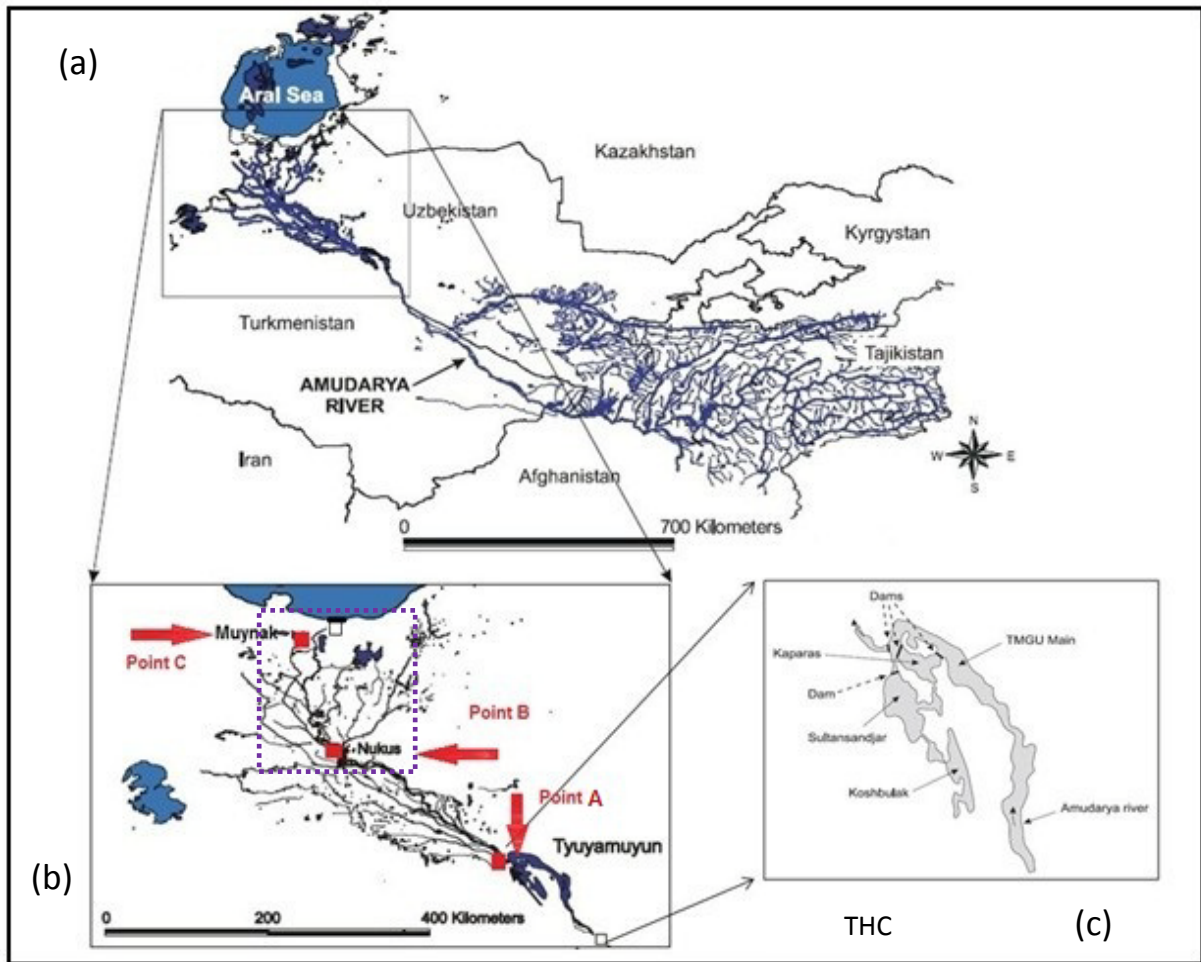 (a)
Aral Sea
Kazakhstan
Uzbekistan
Kyrgystan
Turkmenistan
Tajikistan
AMUDARYA
RIVER
Iran
Afghanistan
N
W E
S
0 700 Kilometers
Muynak
Point C
Point B
Nukus
Point A
Tyuyamuyun
(b)
0 200 400 Kilometers
Dams
Kaparas
TMGU Main
Dam
Sultansandjar
Koshbulak
Amudarya river
THC
(c)